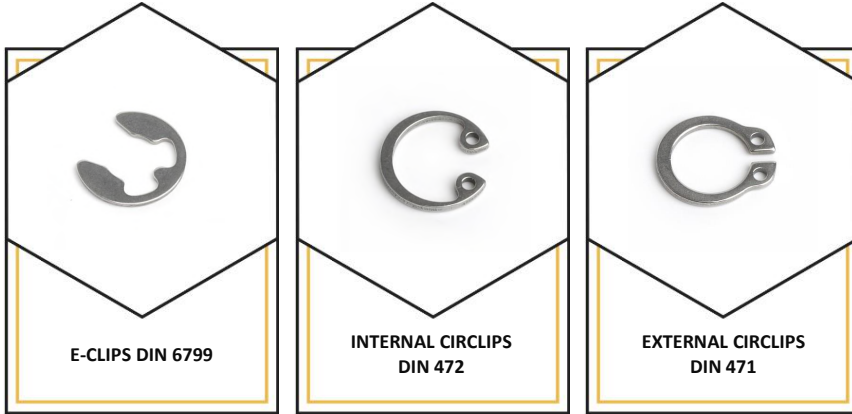 E-CLIPS DIN 6799
INTERNAL CIRCLIPS
DIN 472
EXTERNAL CIRCLIPS
DIN 471